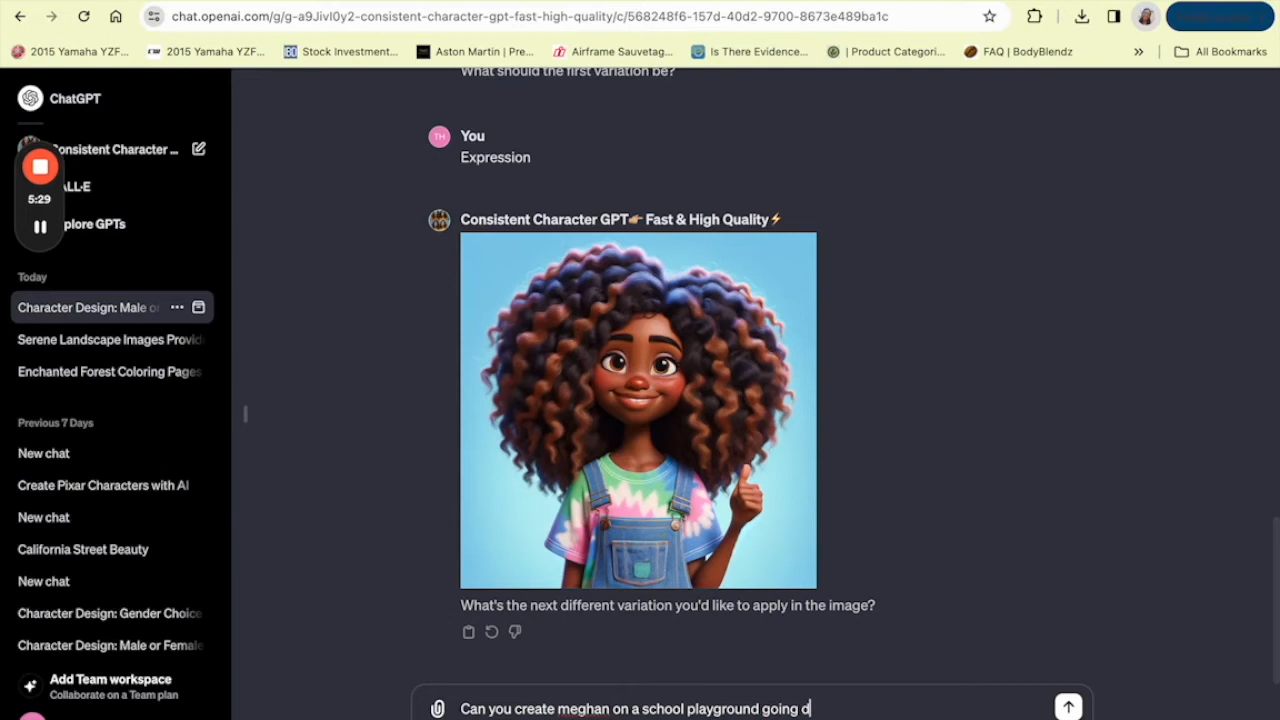 chat.openai.com/g/g-a9JivI0y2-consistent-character-gpt-fast-high-quality/c/568248f6-157d-40d2-9700-8673e489ba1c
2015 Yamaha YZF... 2015 Yamaha YZF... Stock Investment... Aston Martin | Pre... Airframe Sauvetag... Is There Evidence... | Product Categori... FAQ | BodyBlendz » All Bookmarks
ChatGPT
What should the first variation be?
TH You
Consistent Character ...
Expression
ALL·E
5:29
Explore GPTs
Consistent Character GPT Fast & High Quality
Today
Character Design: Male or ...
Serene Landscape Images Provid
Enchanted Forest Coloring Pages
Previous 7 Days
New chat
Create Pixar Characters with AI
New chat
California Street Beauty
New chat
Character Design: Gender Choice
Character Design: Male or Female
What's the next different variation you'd like to apply in the image?
Add Team workspace
Collaborate on a Team plan
Can you create meghan on a school playground going d